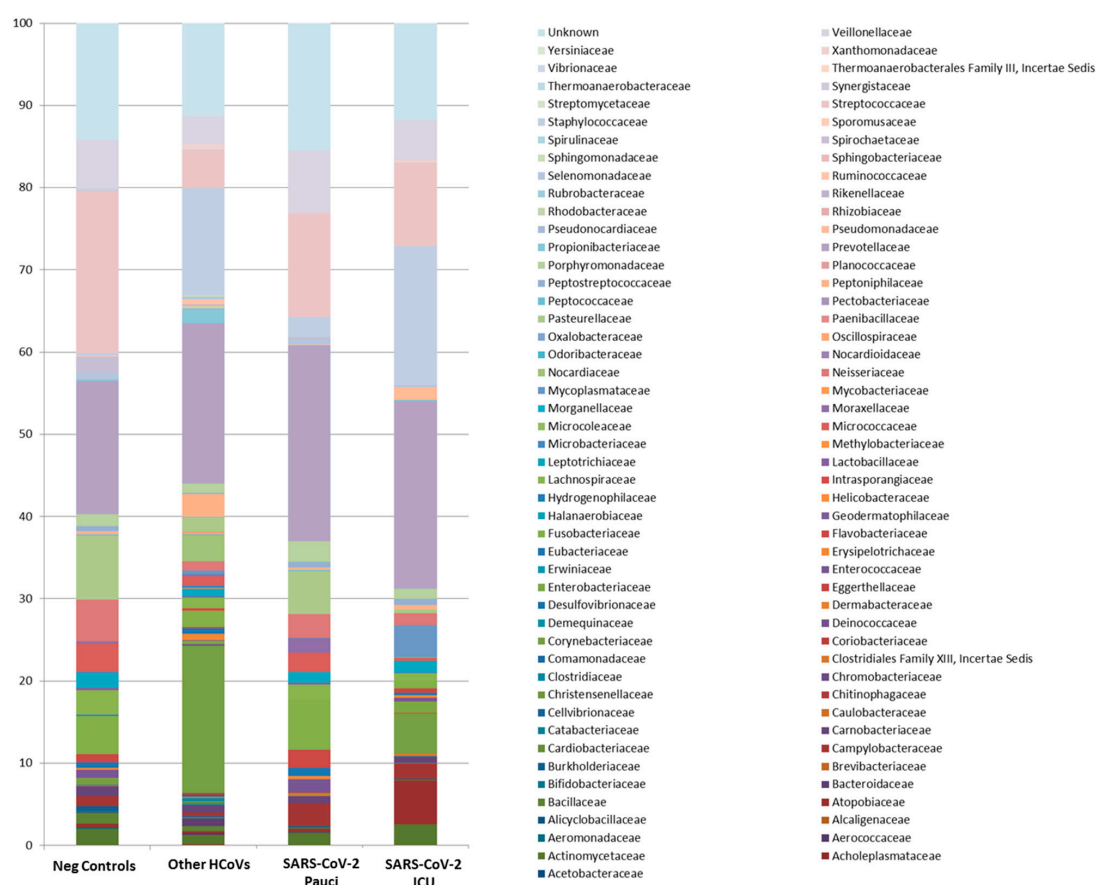 100
90
80
70
60
50
40
30
20
10
0
Neg Controls
Other HCoVs
SARS-CoV-2
Pauci
SARS-CoV-2
ICU
Unknown
Veillonellaceae
Yersiniaceae
Xanthomonadaceae
Vibrionaceae
Thermoanaerobacterales Family III, Incertae Sedis
Thermoanaerobacteraceae
Synergistaceae
Streptomycetaceae
Streptococcaceae
Staphylococcaceae
Sporomusaceae
Spirulinaceae
Spirochaetaceae
Sphingomonadaceae
Sphingobacteriaceae
Selenomonadaceae
Ruminococcaceae
Rubrobacteraceae
Rikenellaceae
Rhodobacteraceae
Rhizobiaceae
Pseudonocardiaceae
Pseudomonadaceae
Propionibacteriaceae
Prevotellaceae
Porphyromonadaceae
Planococcaceae
Peptostreptococcaceae
Peptoniphilaceae
Peptococcaceae
Pectobacteriaceae
Pasteurellaceae
Paenibacillaceae
Oxalobacteraceae
Oscillospiraceae
Odoribacteraceae
Nocardioidaceae
Nocardiaceae
Neisseriaceae
Mycoplasmataceae
Mycobacteriaceae
Morganellaceae
Moraxellaceae
Microcoleaceae
Micrococcaceae
Microbacteriaceae
Methylobacteriaceae
Leptotrichiaceae
Lactobacillaceae
Lachnospiraceae
Intrasporangiaceae
Hydrogenophilaceae
Helicobacteraceae
Halanaerobiaceae
Geodermatophilaceae
Fusobacteriaceae
Flavobacteriaceae
Eubacteriaceae
Erysipelotrichaceae
Erwiniaceae
Enterococcaceae
Enterobacteriaceae
Eggerthellaceae
Desulfovibrionaceae
Dermabacteraceae
Demequinaceae
Deinococcaceae
Corynebacteriaceae
Coriobacteriaceae
Comamonadaceae
Clostridiales Family XIII, Incertae Sedis
Clostridiaceae
Chromobacteriaceae
Christensenellaceae
Chitinophagaceae
Cellvibrionaceae
Caulobacteraceae
Catabacteriaceae
Carnobacteriaceae
Cardiobacteriaceae
Campylobacteraceae
Burkholderiaceae
Brevibacteriaceae
Bifidobacteriaceae
Bacteroidaceae
Bacillaceae
Atopobiaceae
Alicyclobacillaceae
Alcaligenaceae
Aeromonadaceae
Aerococcaceae
Actinomycetaceae
Acholeplasmataceae
Acetobacteraceae